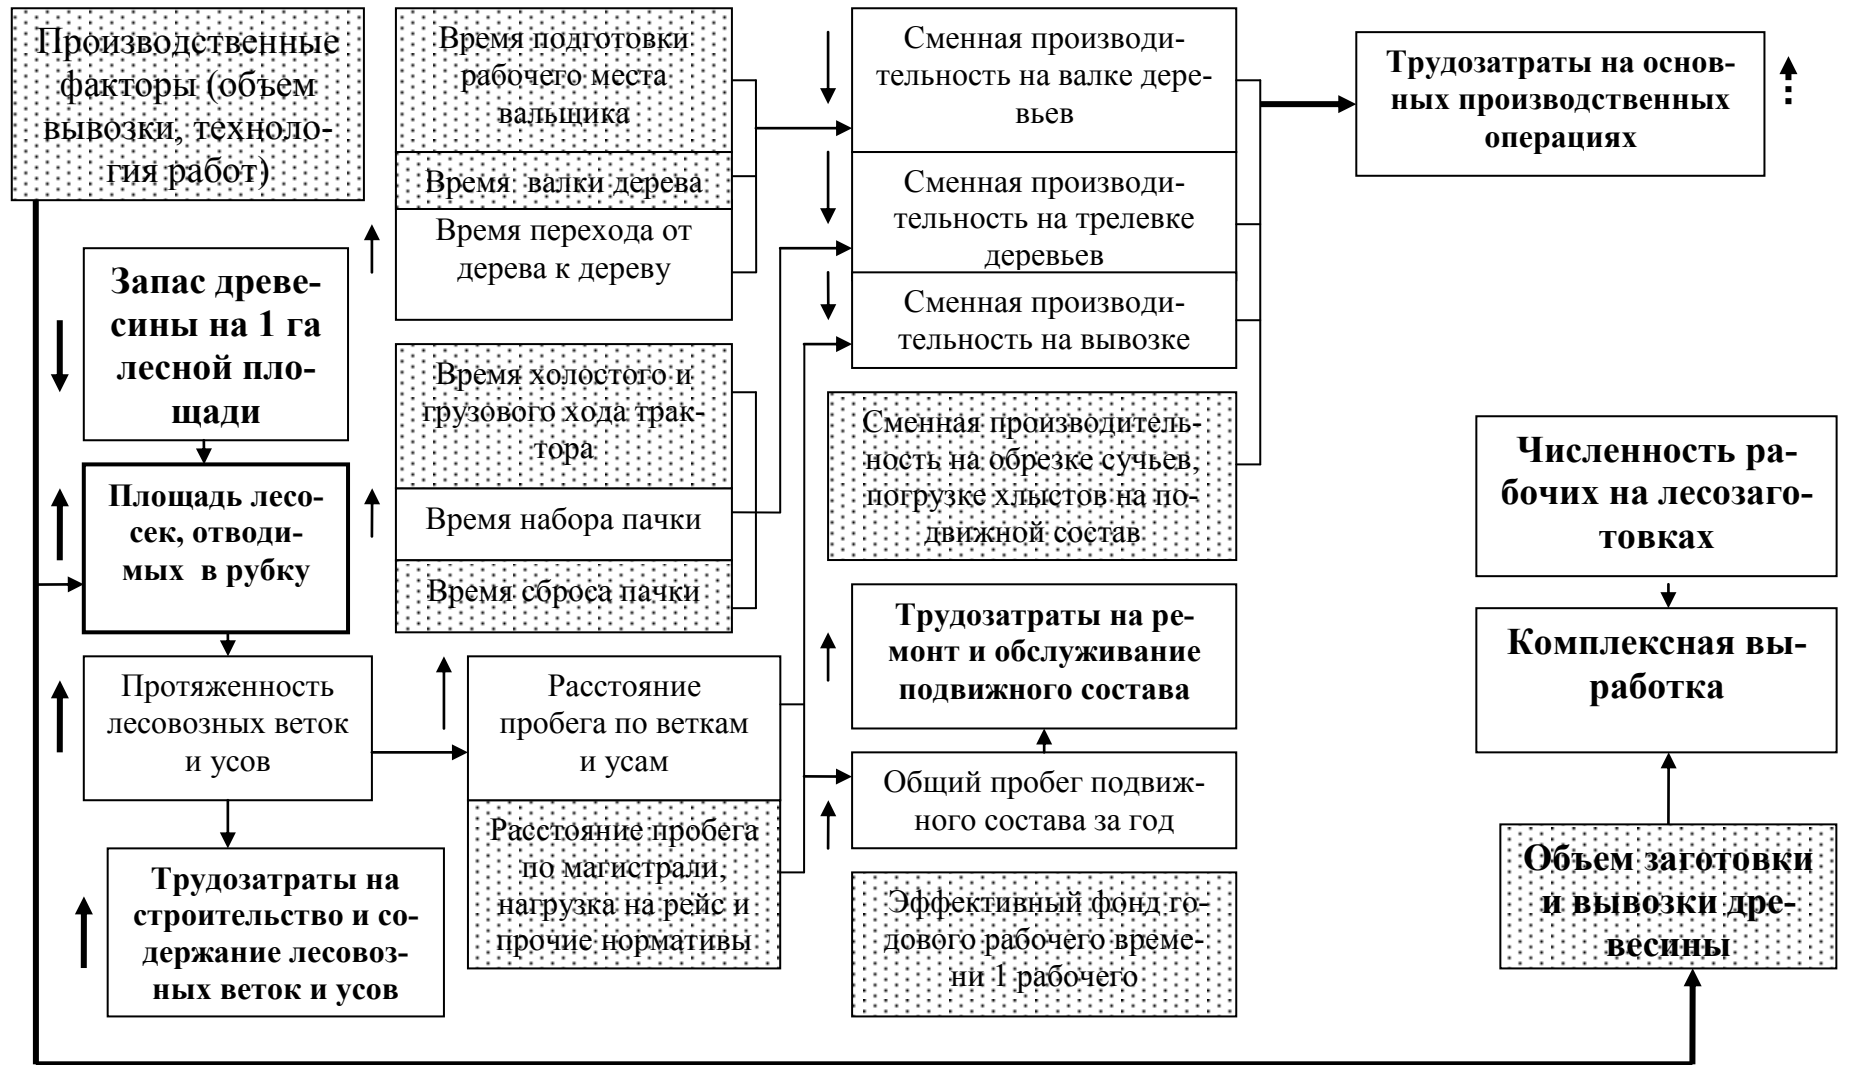 Производственные
факторы (объем
вывозки, техноло-
гия работ)
Запас древе-
сины на 1 га
лесной пло-
щади
Площадь лесо-
сек, отводи-
мых в рубку
Протяженность
лесовозных веток
и усов
Трудозатраты на
строительство и со-
держание лесовоз-
ных веток и усов
Время подготовки
рабочего места
вальщика
Время валки дерева
Время перехода от
дерева к дереву
Время холостого и
грузового хода трак-
тора
Время набора пачки
Время сброса пачки
Расстояние
пробега по веткам
и усам
Расстояние пробега
по магистрали,
нагрузка на рейс и
прочие нормативы
Сменная производи-
тельность на валке дере-
вьев
Сменная производи-
тельность на трелевке
деревьев
Сменная производи-
тельность на вывозке
Сменная производитель-
ность на обрезке сучьев,
погрузке хлыстов на по-
движной состав
Трудозатраты на ре-
монт и обслуживание
подвижного состава
Общий пробег подвиж-
ного состава за год
Эффективный фонд го-
дового рабочего време-
ни 1 рабочего
Трудозатраты на основ-
ных производственных
операциях
Численность ра-
бочих на лесозаго-
товках
Комплексная вы-
работка
Объем заготовки
и вывозки дре-
весины